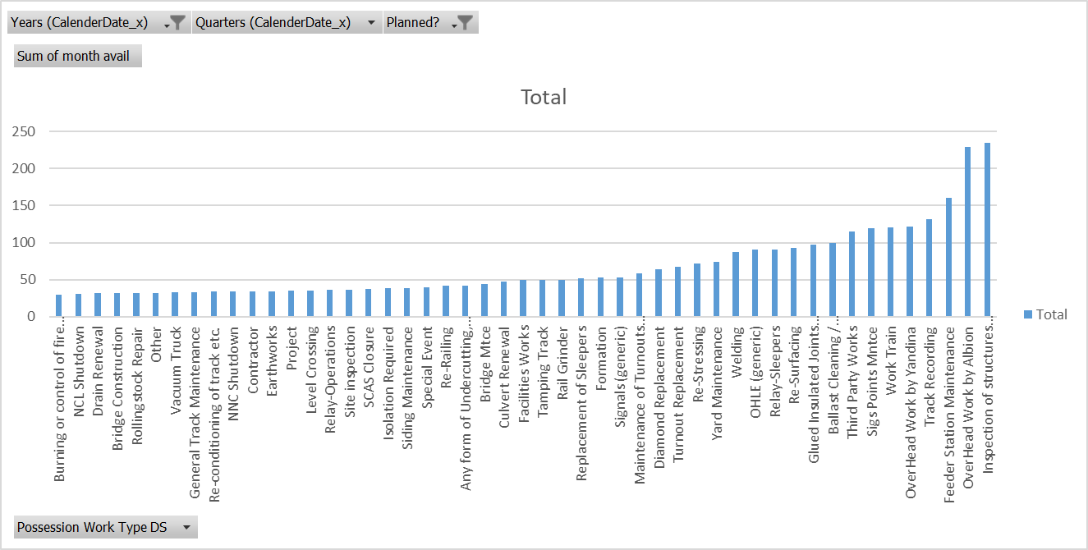 Years (CalenderDate_x)
Quarters (CalenderDate_x)
Planned?
Sum of month avail
Total
250
200
150
100
50
0
Burning or control of fire...
NCL Shutdown
Drain Renewal
Bridge Construction
Rollingstock Repair
Other
Vacuum Truck
General Track Maintenance
Re-conditioning of track etc.
NNC Shutdown
Contractor
Earthworks
Project
Level Crossing
Relay-Operations
Site inspection
SCAS Closure
Isolation Required
Siding Maintenance
Special Event
Re-Railing
Any form of Undercutting,...
Bridge Mtce
Culvert Renewal
Facilities Works
Tamping Track
Rail Grinder
Replacement of Sleepers
Formation
Signals (generic)
Maintenance of Turnouts...
Diamond Replacement
Turnout Replacement
Re-Stressing
Yard Maintenance
Welding
OHLE (generic)
Relay-Sleepers
Re-Surfacing
Glued Insulated Joints...
Ballast Cleaning /...
Third Party Works
Sigs Points Mntce
Work Train
OverHead Work by Yandina
Track Recording
Feeder Station Maintenance
OverHead Work by Albion
Inspection of structures...
Total
Possession Work Type DS